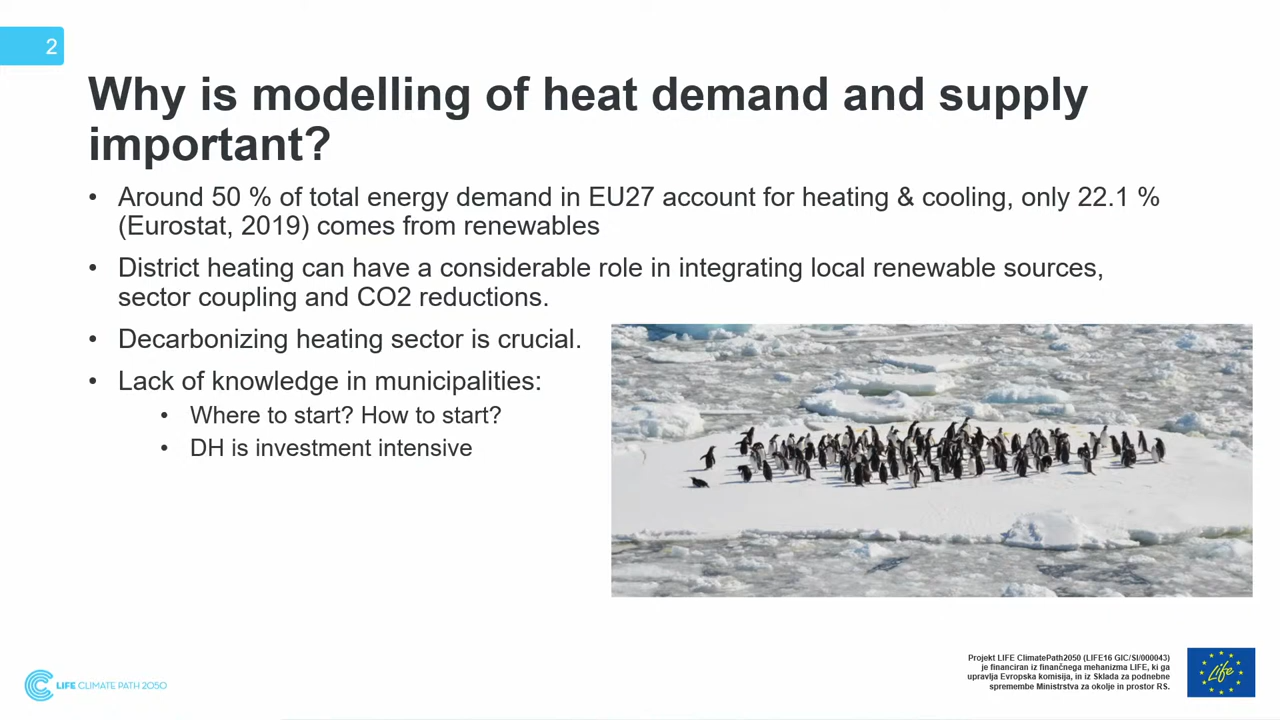 2
Why is modelling of heat demand and supply
important?
• Around 50 % of total energy demand in EU27 account for heating & cooling, only 22.1 %
(Eurostat, 2019) comes from renewables
• District heating can have a considerable role in integrating local renewable sources,
sector coupling and CO2 reductions.
• Decarbonizing heating sector is crucial.
• Lack of knowledge in municipalities:
• Where to start? How to start?
• DH is investment intensive
LIFE CLIMATE PATH 2050
Projekt LIFE ClimatePath2050 (LIFE16 GIC/SI/000043)
je financiran iz finančnega mehanizma LIFE, ki ga
upravlja Evropska komisija, in iz Sklada za podnebne
spremembe Ministrstva za okolje in prostor RS.
Life